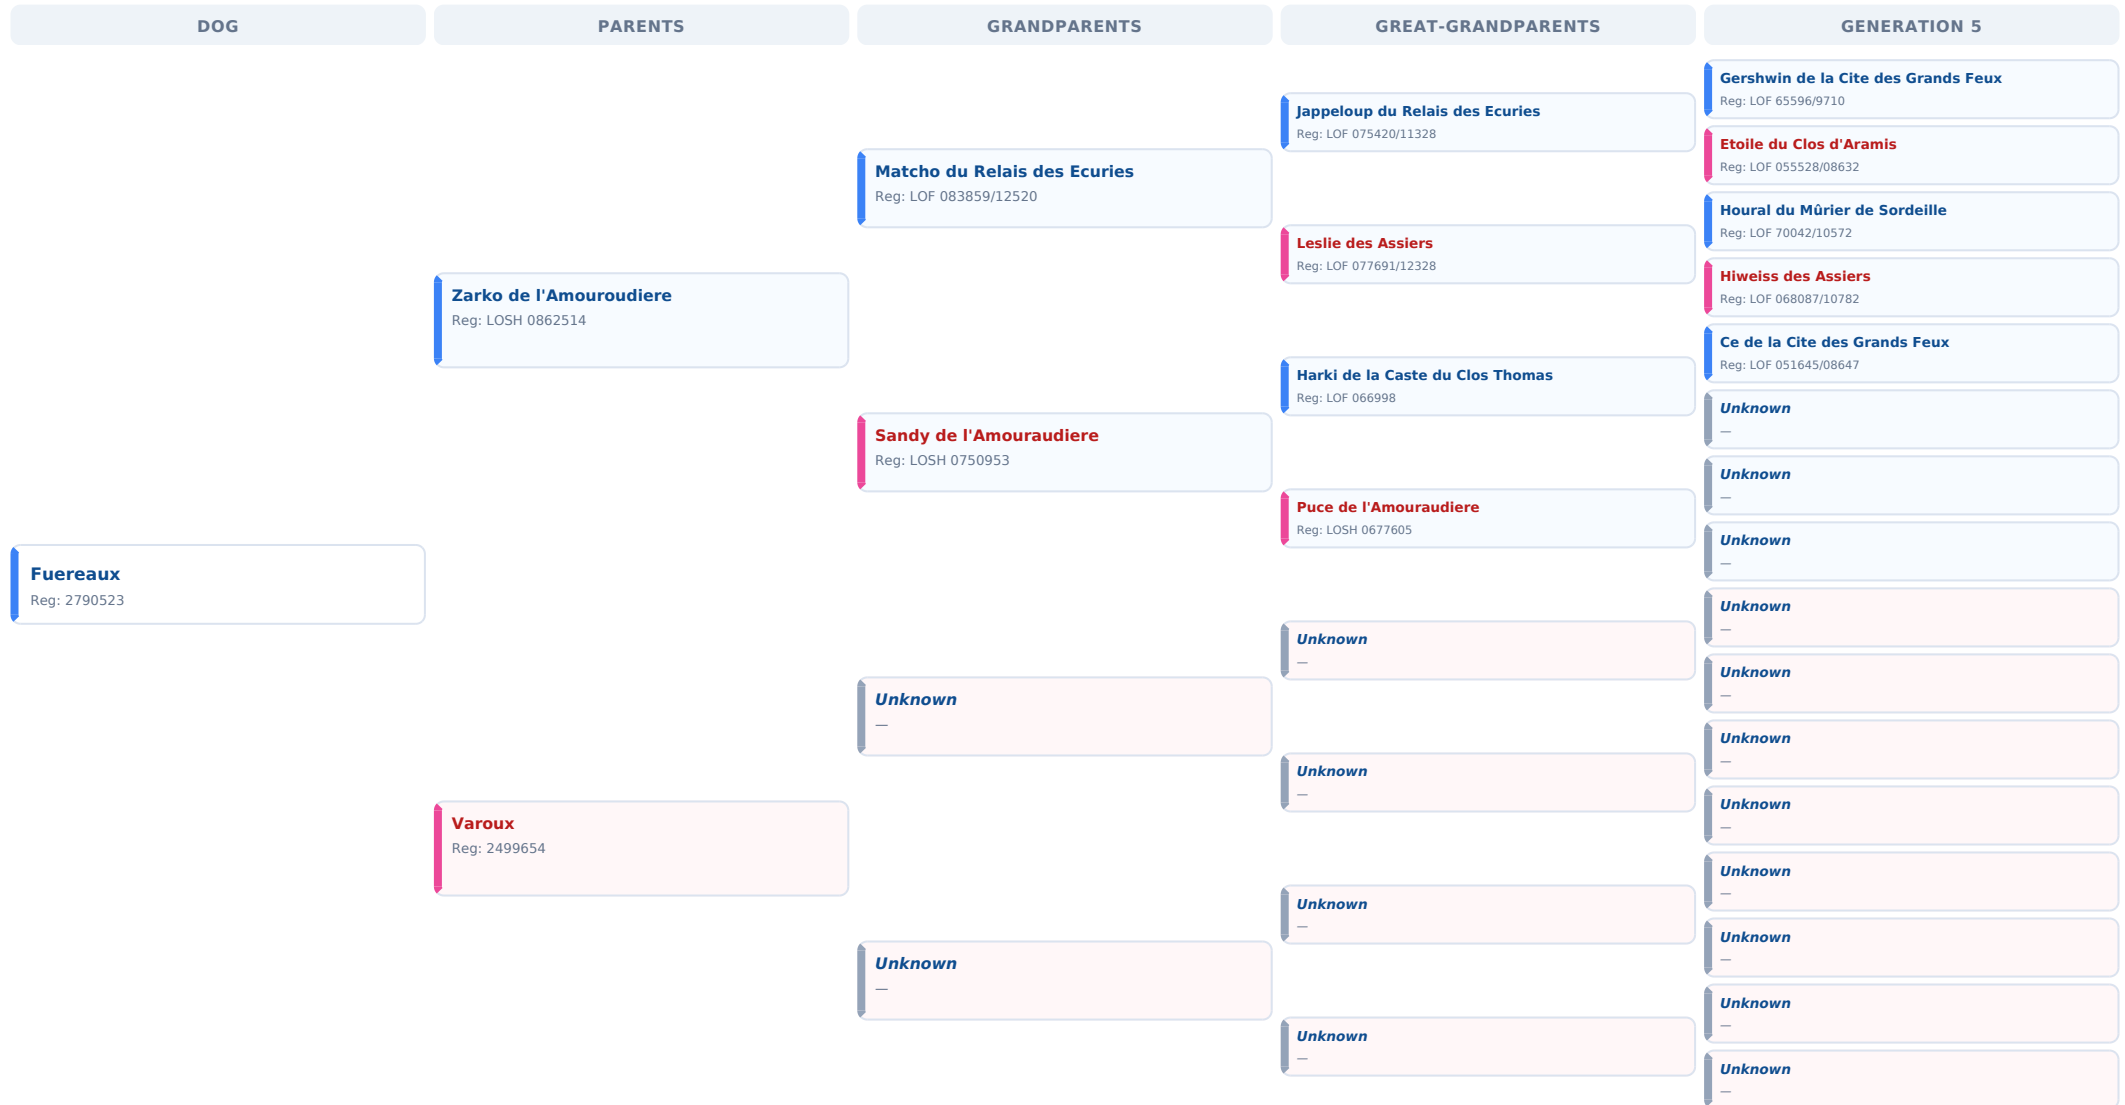 DOG
PARENTS
GRANDPARENTS
GREAT-GRANDPARENTS
GENERATION 5
Fuereaux
Reg: 2790523
Zarko de l'Amouroudiere
Reg: LOSH 0862514
Varoux
Reg: 2499654
Matcho du Relais des Ecuries
Reg: LOF 083859/12520
Sandy de l'Amouraudiere
Reg: LOSH 0750953
Unknown
—
Unknown
—
Jappeloup du Relais des Ecuries
Reg: LOF 075420/11328
Leslie des Assiers
Reg: LOF 077691/12328
Harki de la Caste du Clos Thomas
Reg: LOF 066998
Puce de l'Amouraudiere
Reg: LOSH 0677605
Unknown
—
Unknown
—
Unknown
—
Unknown
—
Gershwin de la Cite des Grands Feux
Reg: LOF 65596/9710
Etoile du Clos d'Aramis
Reg: LOF 055528/08632
Houral du Mûrier de Sordeille
Reg: LOF 70042/10572
Hiweiss des Assiers
Reg: LOF 068087/10782
Ce de la Cite des Grands Feux
Reg: LOF 051645/08647
Unknown
—
Unknown
—
Unknown
—
Unknown
—
Unknown
—
Unknown
—
Unknown
—
Unknown
—
Unknown
—
Unknown
—
Unknown
—